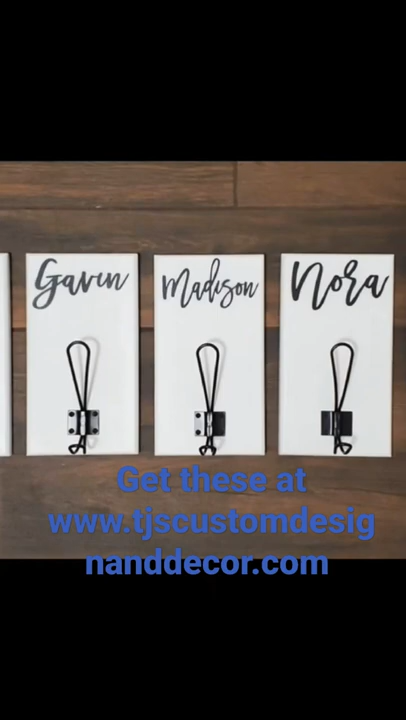 Gavin Madison Nora
Get these at
www.tjscustomdesig
nanddecor.com